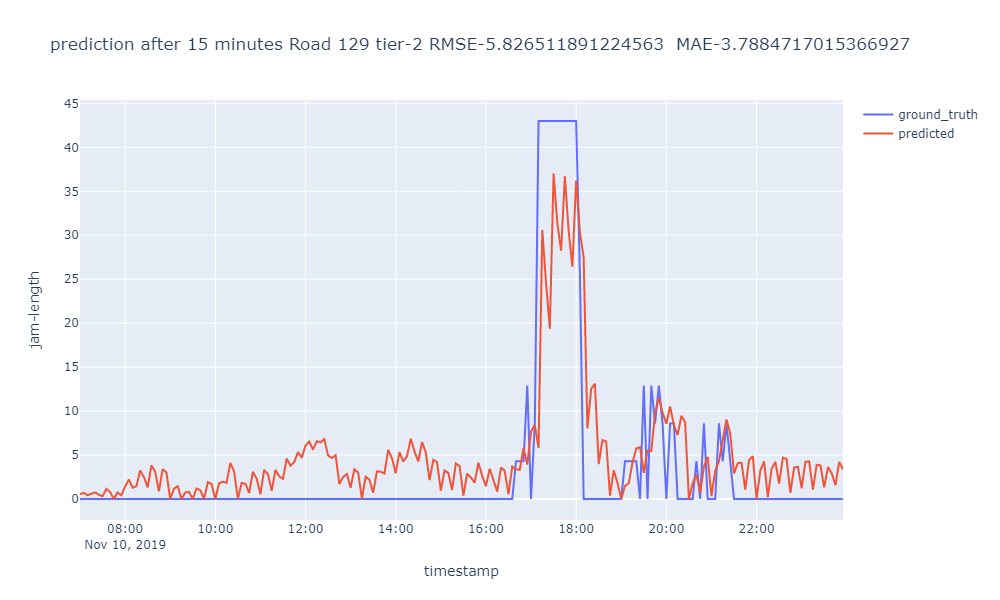 prediction after 15 minutes Road 129 tier-2 RMSE-5.826511891224563  MAE-3.7884717015366927
ground_truth
predicted
45
40
35
30
25
20
15
10
5
0
jam-length
08:00 10:00 12:00 14:00 16:00 18:00 20:00 22:00
Nov 10, 2019
timestamp